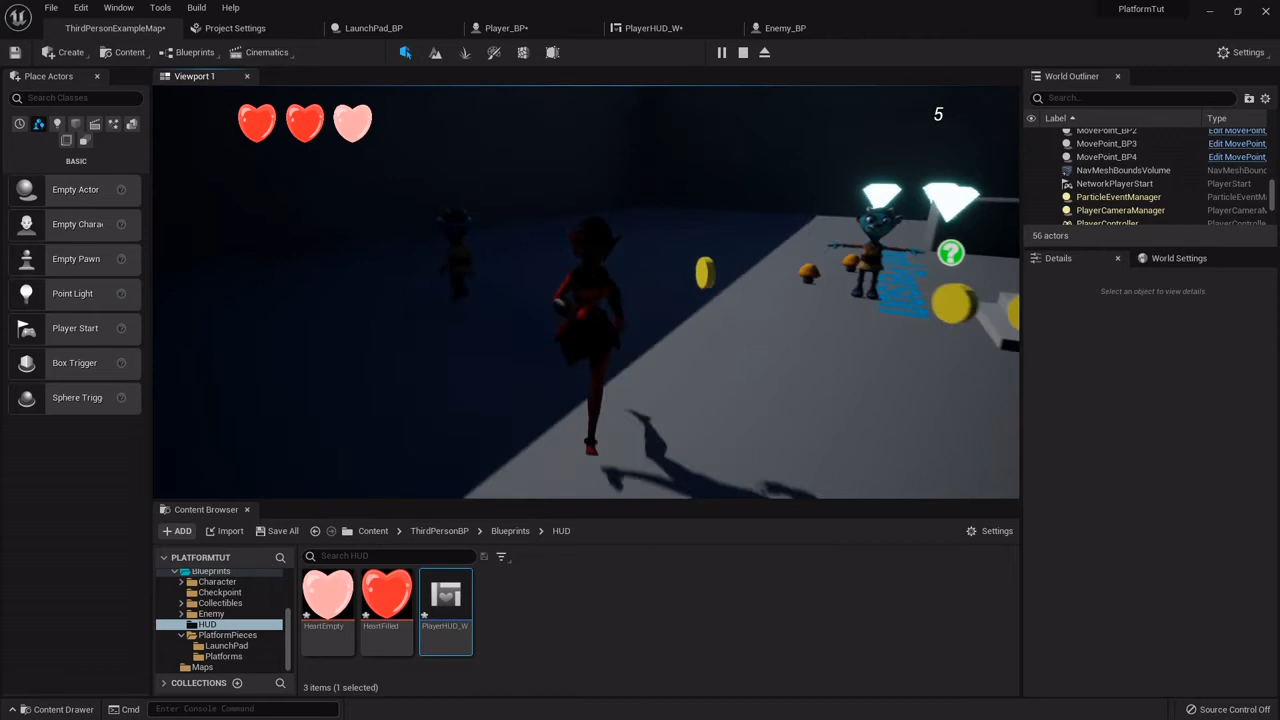 File Edit Window Tools Build Help
PlatformTut
ThirdPersonExampleMap*
Project Settings
LaunchPad_BP
Player_BP*
PlayerHUD_W*
Enemy_BP
Create
Content
Blueprints
Cinematics
Settings
Place Actors
Viewport 1
World Outliner
Search Classes
Search...
Label
Type
BASIC
5
Empty Actor
Empty Charac
Empty Pawn
Point Light
Player Start
Box Trigger
Sphere Trigg
MovePoint_BP2 Edit MovePoint_
MovePoint_BP3 Edit MovePoint_
MovePoint_BP4 Edit MovePoint_
NavMeshBoundsVolume NavMeshBound
NetworkPlayerStart PlayerStart
ParticleEventManager ParticleEventM
PlayerCameraManager PlayerCameraM
PlayerController PlayerControlle
56 actors
Details
World Settings
Select an object to view details.
?
Content Browser
ADD
Import
Save All
Content
ThirdPersonBP
Blueprints
HUD
Settings
PLATFORMTUT
Search HUD
Blueprints
Character
Checkpoint
Collectibles
Enemy
HUD
PlatformPieces
LaunchPad
Platforms
Maps
HeartEmpty
HeartFilled
PlayerHUD_W
COLLECTIONS
3 items (1 selected)
Content Drawer
Cmd
Enter Console Command
Source Control Off